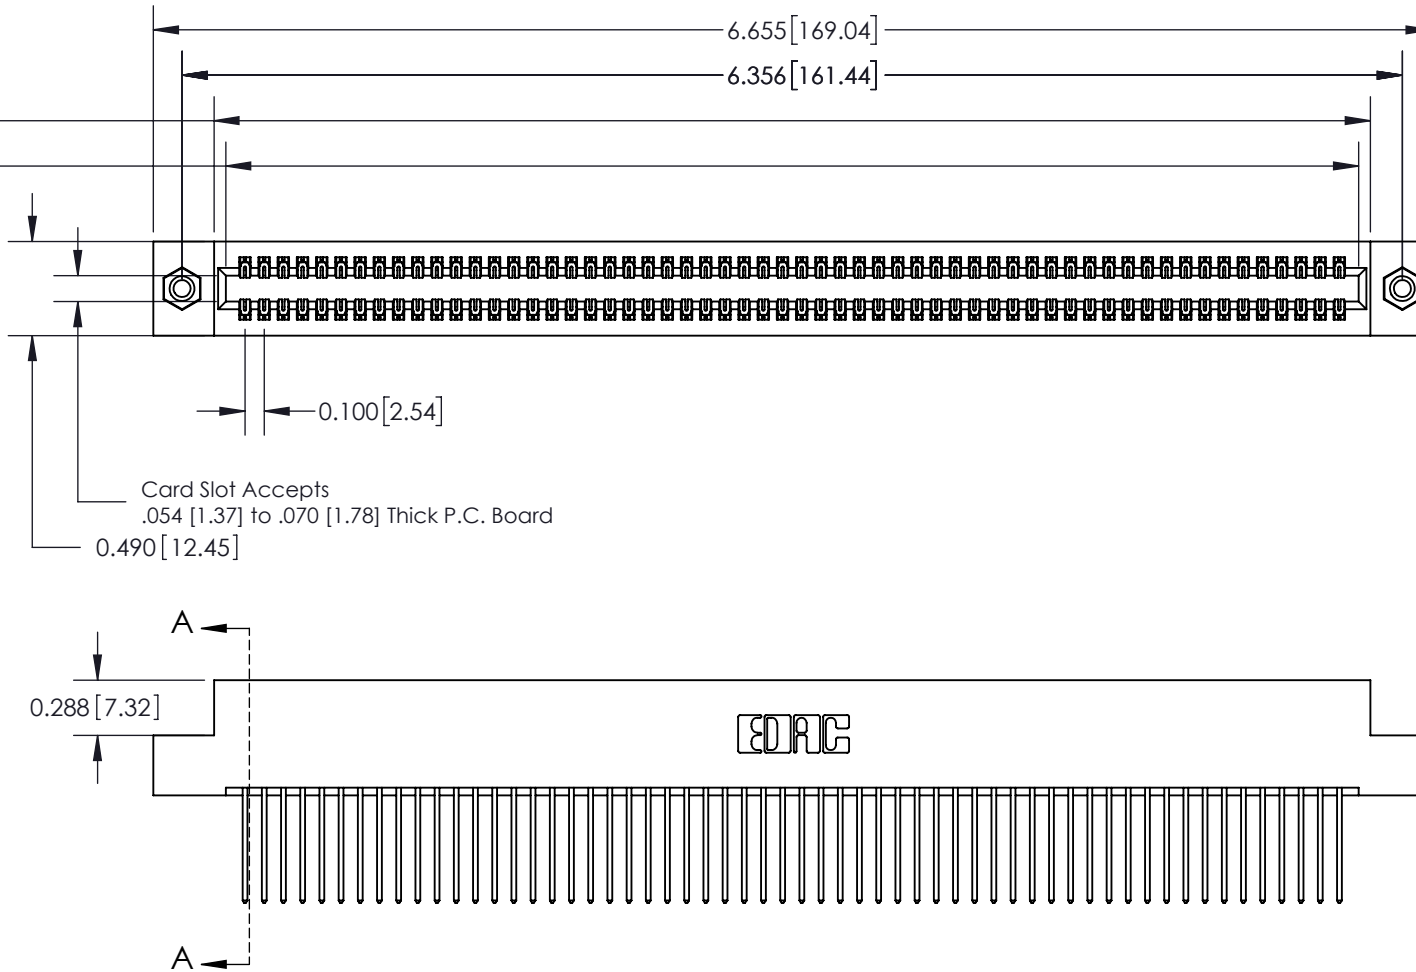 6.655[169.04]
6.356[161.44]
0.100[2.54]
Card Slot Accepts
.054 [1.37] to .070 [1.78] Thick P.C. Board
0.490[12.45]
A
0.288[7.32]
EDAC
A